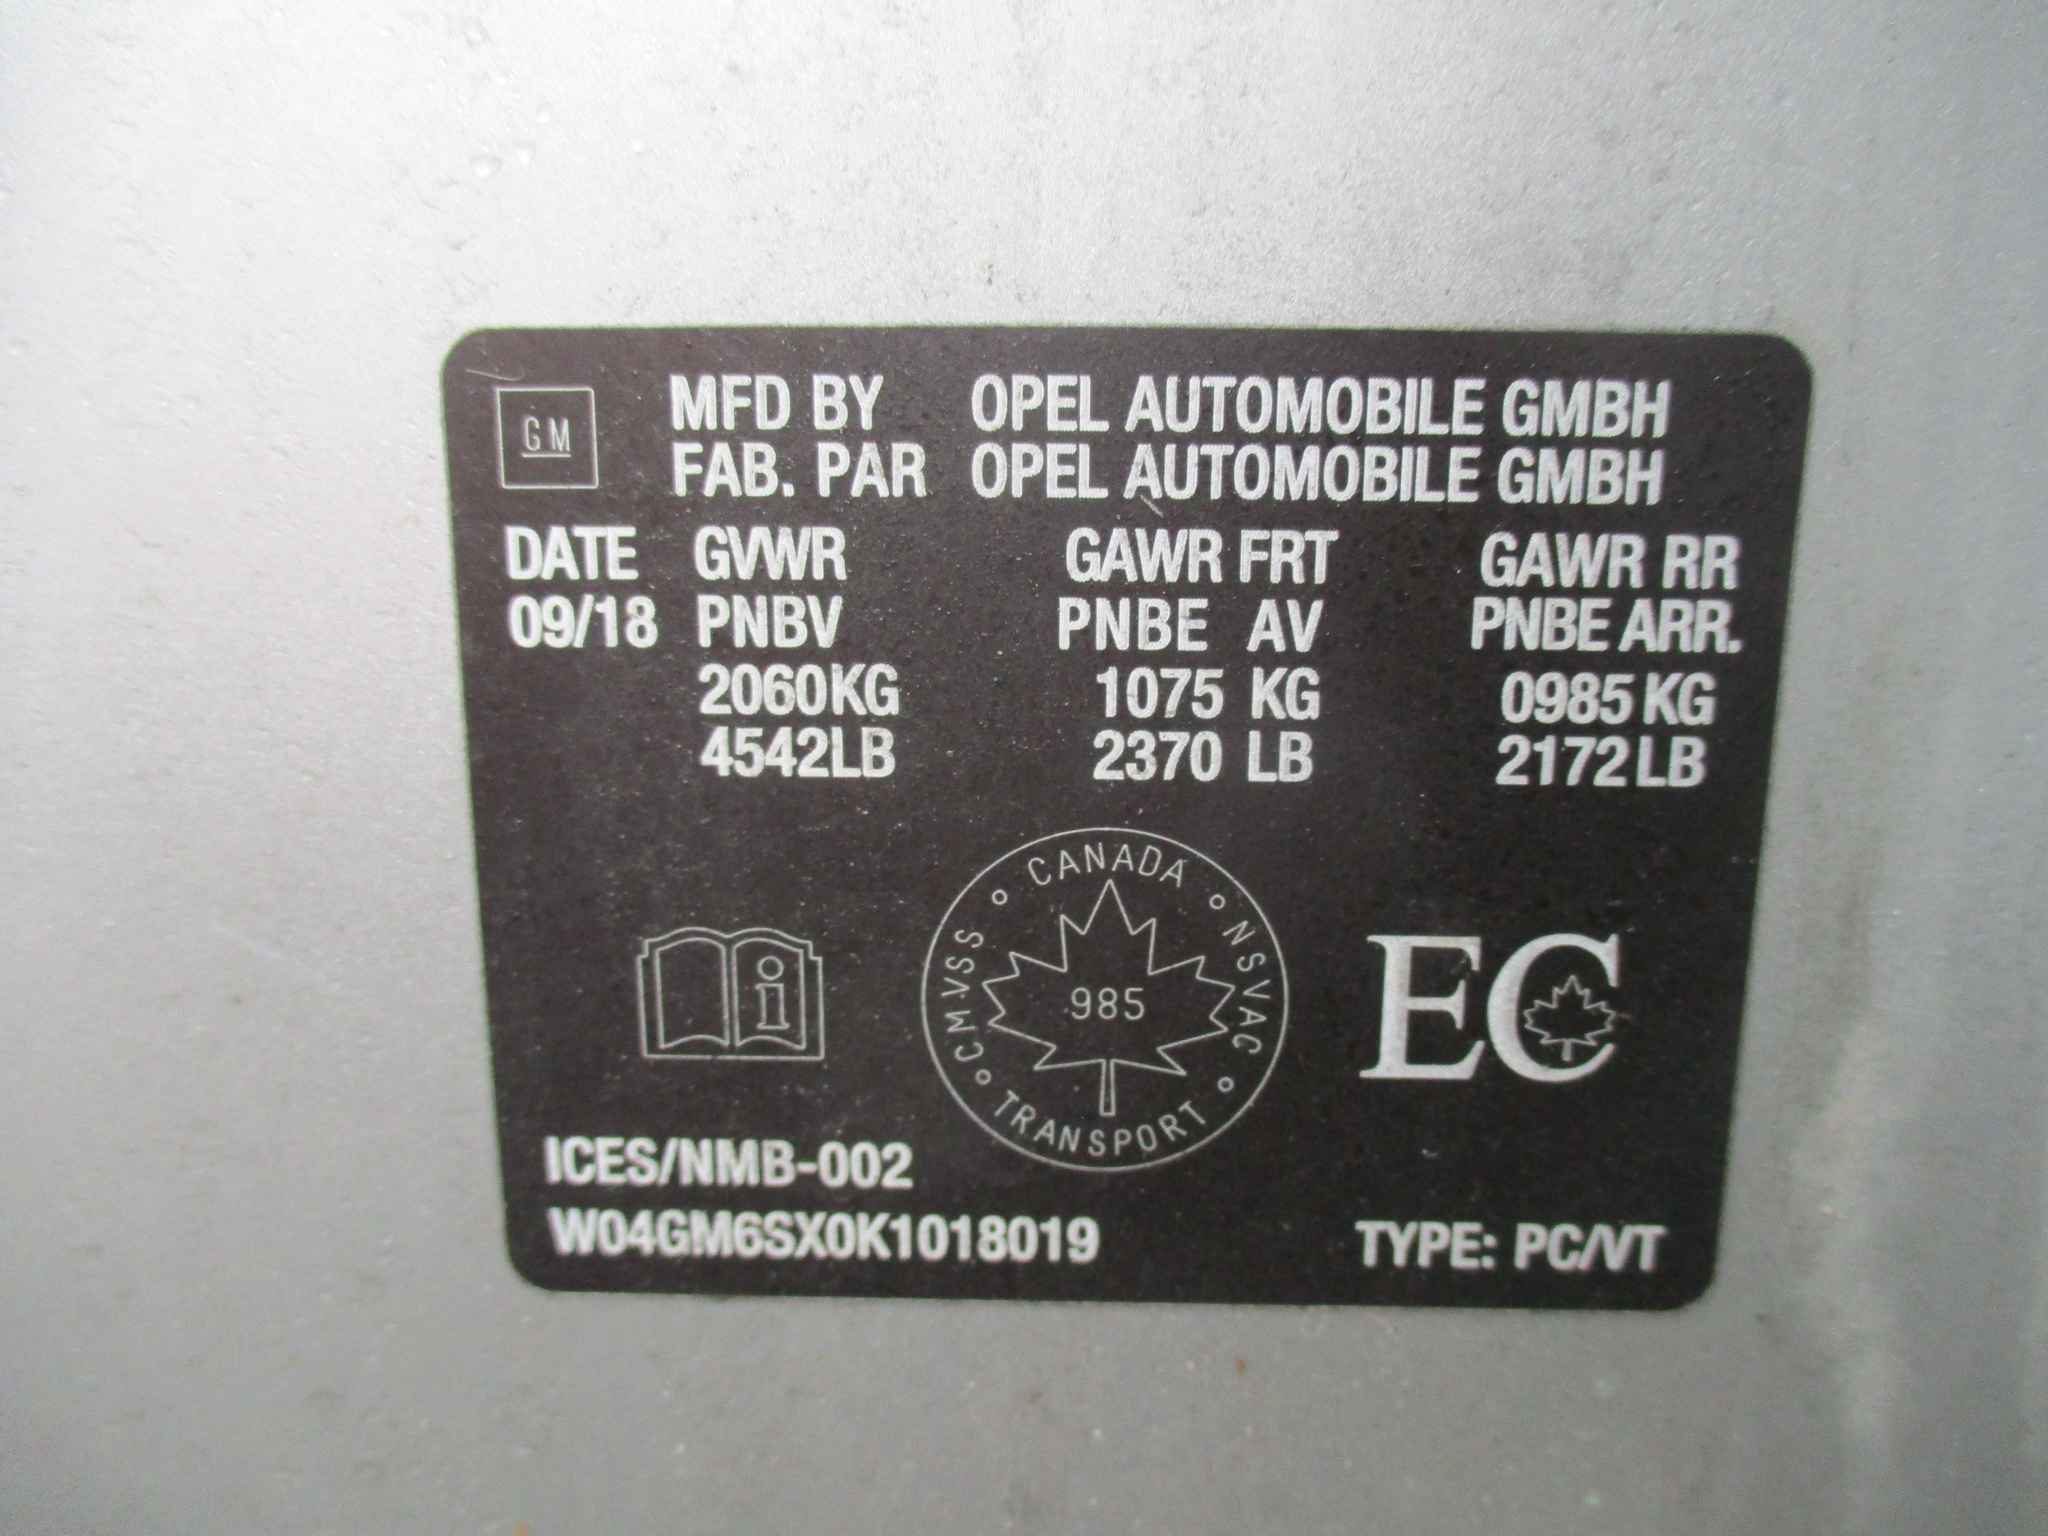 GM
MFD BY OPEL AUTOMOBILE GMBH
FAB. PAR OPEL AUTOMOBILE GMBH
DATE GVWR GAWR FRT GAWR RR
09/18 PNBV PNBE AV PNBE ARR.
2060KG 1075 KG 0985 KG
4542LB 2370 LB 2172 LB
CANADA
NSVAC
CMVSS
985
TRANSPORT
i
EC
ICES/NMB-002
W04GM6SX0K1018019 TYPE: PC/VT